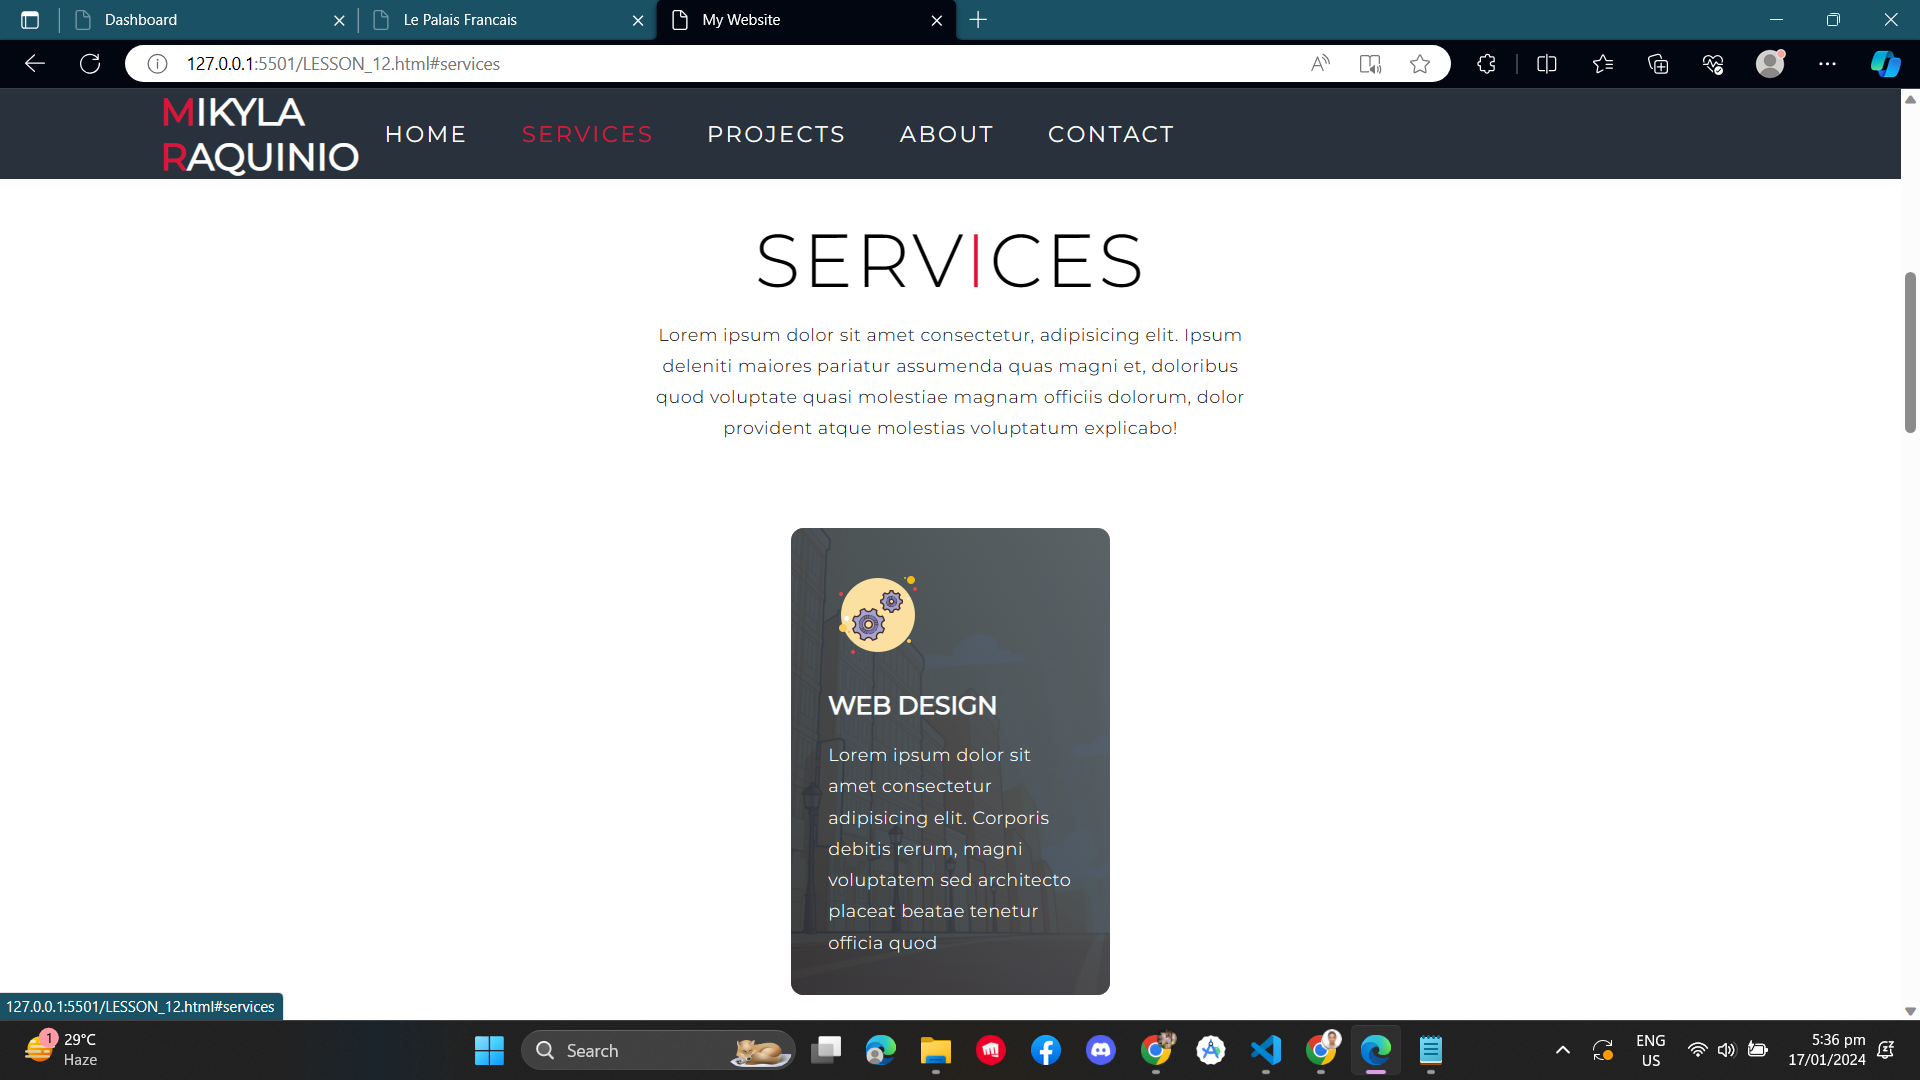 Dashboard
Le Palais Francais
My Website
127.0.0.1:5501/LESSON_12.html#services
MIKYLA
RAQUINIO
HOME
SERVICES
PROJECTS
ABOUT
CONTACT
SERVICES
Lorem ipsum dolor sit amet consectetur, adipisicing elit. Ipsum
deleniti maiores pariatur assumenda quas magni et, doloribus
quod voluptate quasi molestiae magnam officiis dolorum, dolor
provident atque molestias voluptatum explicabo!
WEB DESIGN
Lorem ipsum dolor sit
amet consectetur
adipisicing elit. Corporis
debitis rerum, magni
voluptatem sed architecto
placeat beatae tenetur
officia quod
127.0.0.1:5501/LESSON_12.html#services
1
29°C
Haze
Search
ENG
US
5:36 pm
17/01/2024